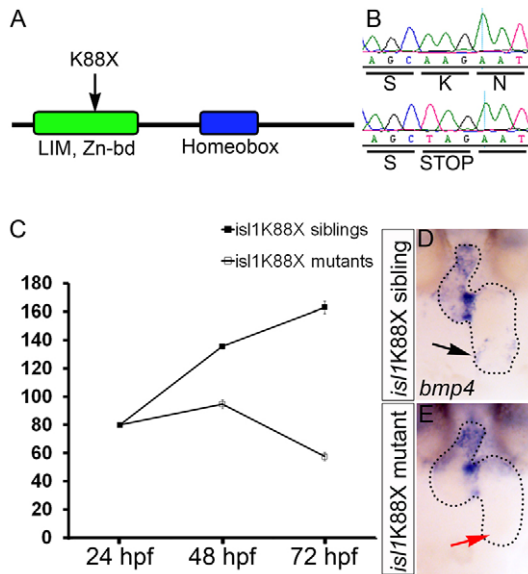 A
K88X
LIM, Zn-bd
Homeobox
B
A G C A A G A A T
S K N
A G C T A G A A T
S STOP
C
isl1K88X siblings
isl1K88X mutants
180
160
140
120
100
80
60
40
20
0
24 hpf 48 hpf 72 hpf
isl1K88X sibling
D
bmp4
isl1K88X mutant
E